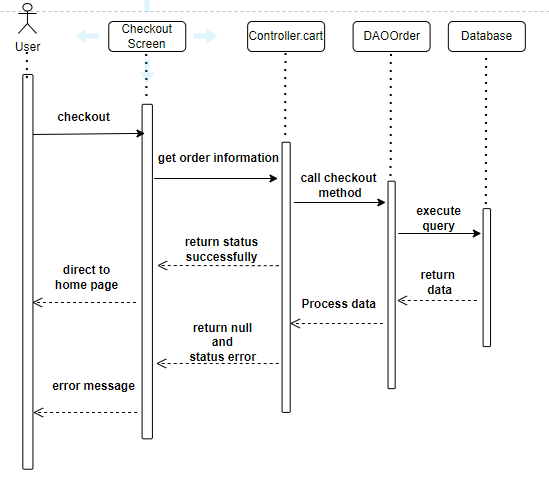 User
Checkout
Screen
Controller.cart
DAOOrder
Database
checkout
get order information
call checkout
method
execute
query
return status
successfully
direct to
home page
return
data
Process data
return null
and
status error
error message